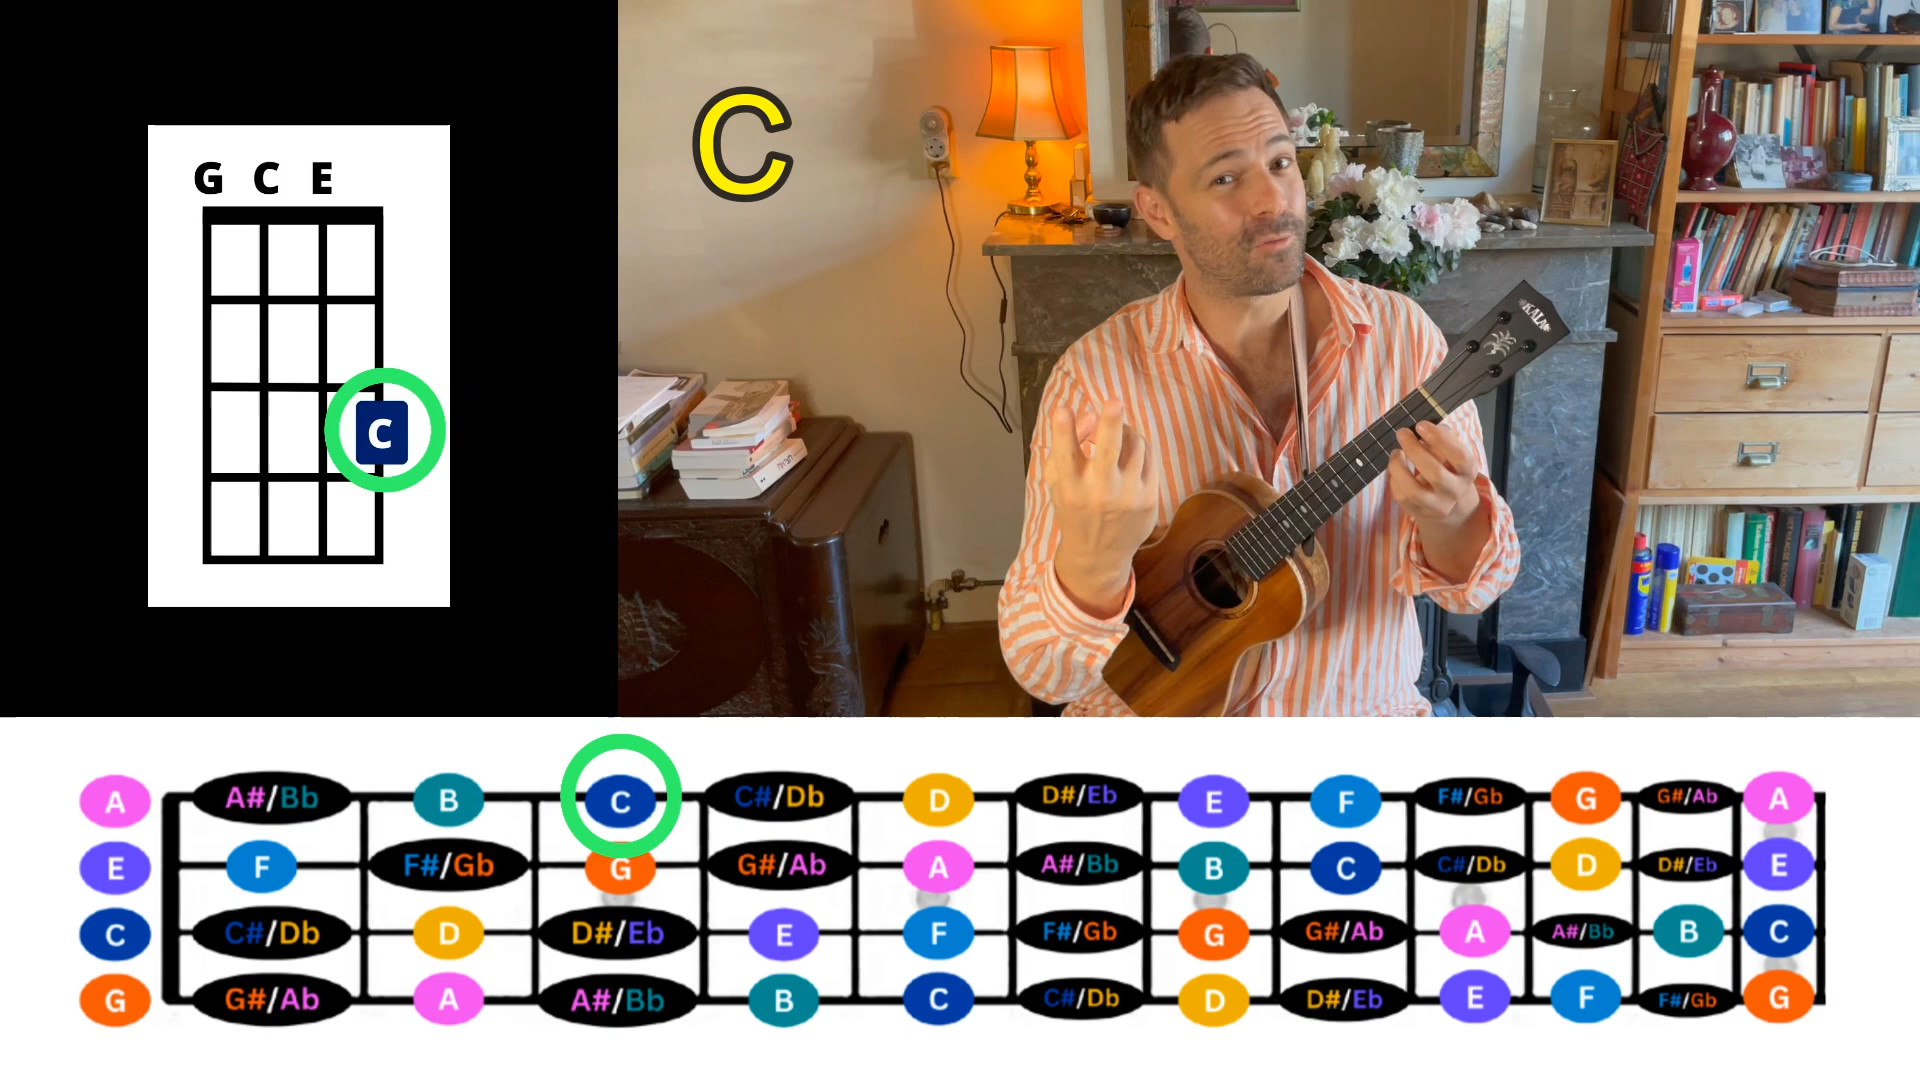 G C E
C
C
KALA
A A#/Bb B C C#/Db D D#/Eb E F F#/Gb G G#/Ab A
E F F#/Gb G G#/Ab A A#/Bb B C C#/Db D D#/Eb E
C C#/Db D D#/Eb E F F#/Gb G G#/Ab A A#/Bb B C
G G#/Ab A A#/Bb B C C#/Db D D#/Eb E F F#/Gb G